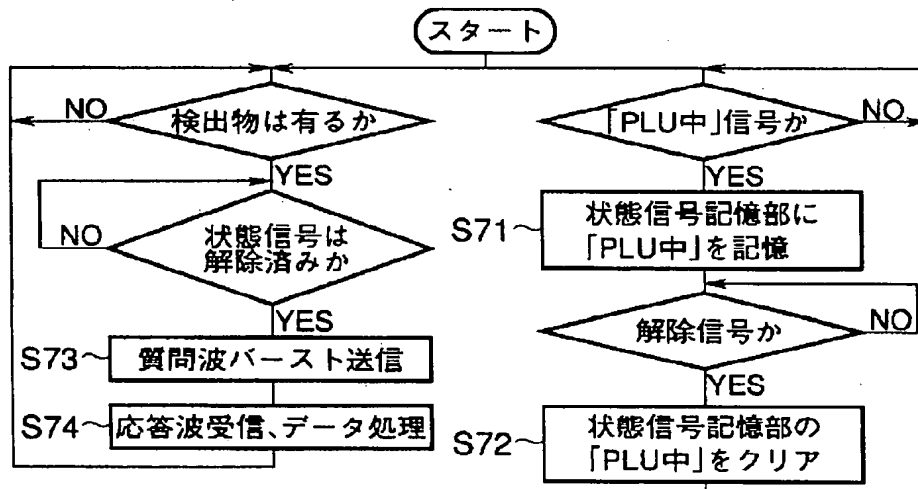 スタート
NO
検出物は有るか
YES
NO
状態信号は
解除済みか
YES
S73
質問波バースト送信
S74
応答波受信、データ処理
「PLU中」信号か
NO
YES
S71
状態信号記憶部に
「PLU中」を記憶
解除信号か
NO
YES
S72
状態信号記憶部の
「PLU中」をクリア